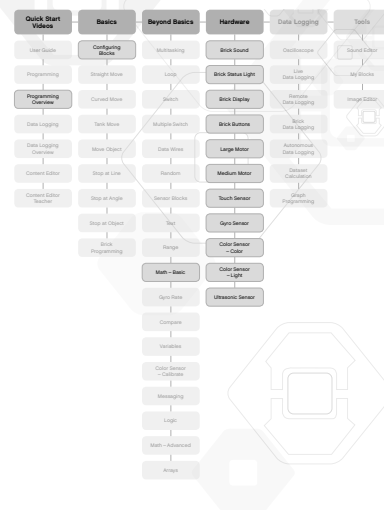 Quick Start
Videos
Basics
Beyond Basics
Hardware
Data Logging
Tools
User Guide
Programming
Programming
Overview
Data Logging
Data Logging
Overview
Content Editor
Content Editor
Teacher
Configuring
Blocks
Straight Move
Curved Move
Tank Move
Move Object
Stop at Line
Stop at Angle
Stop at Object
Brick
Programming
Multitasking
Loop
Switch
Multiple Switch
Data Wires
Random
Sensor Blocks
Text
Range
Math – Basic
Gyro Rate
Compare
Variables
Color Sensor
– Calibrate
Messaging
Logic
Math – Advanced
Arrays
Brick Sound
Brick Status Light
Brick Display
Brick Buttons
Large Motor
Medium Motor
Touch Sensor
Gyro Sensor
Color Sensor
– Color
Color Sensor
– Light
Ultrasonic Sensor
Oscilloscope
Live
Data Logging
Remote
Data Logging
Brick
Data Logging
Autonomous
Data Logging
Dataset
Calculation
Graph
Programming
Sound Editor
My Blocks
Image Editor